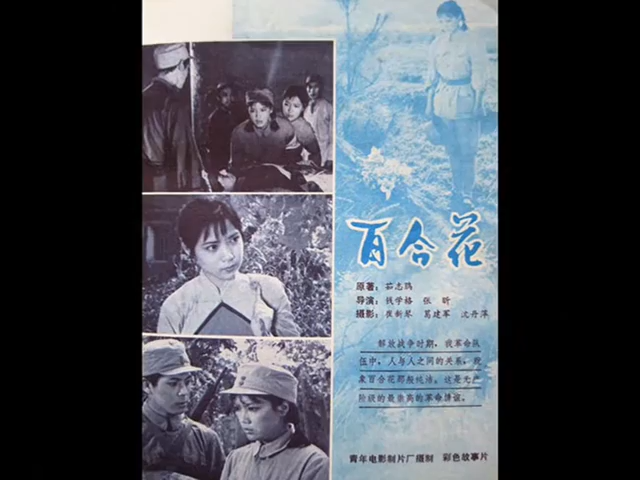 百合花
原著：茹志鹃
导演：钱学格 张昕
摄影：崔新琴 葛建军 沈丹萍
解放战争时期，我革命队
伍中，人与人之间的关系，就
象百合花那般纯洁，这是无产
阶级的最崇高的革命情谊。
青年电影制片厂摄制 彩色故事片